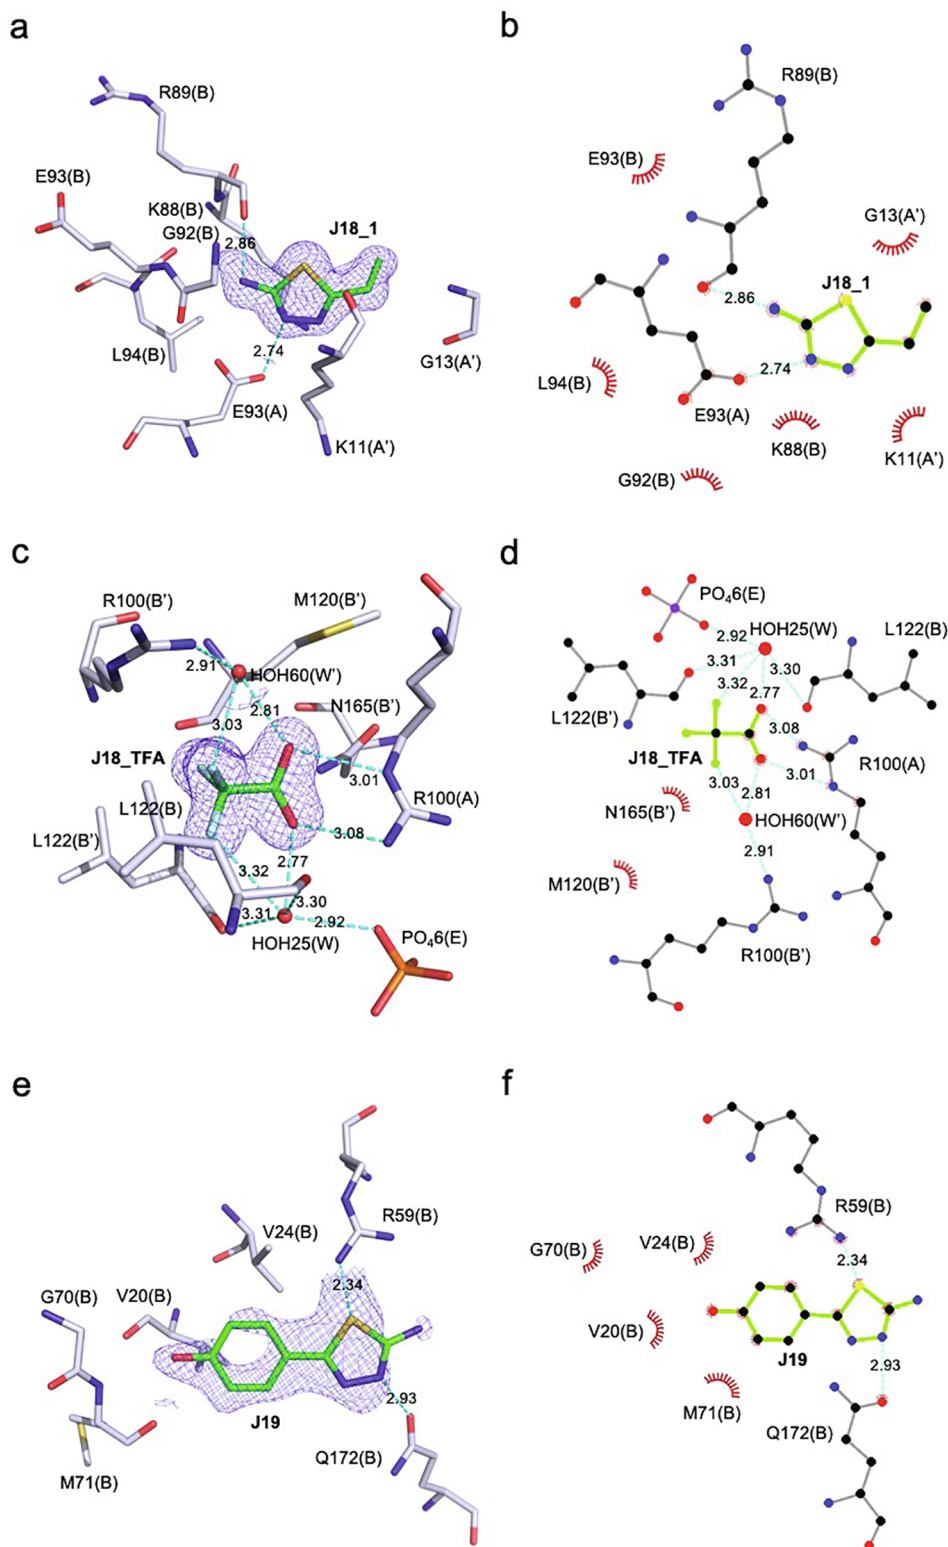 a
R89(B)
E93(B)
K88(B)
G92(B)
J18_1
2.86
L94(B)
2.74
G13(A')
E93(A)
K11(A')
b
R89(B)
E93(B)
G13(A')
J18_1
2.86
2.74
L94(B)
E93(A)
K88(B)
K11(A')
G92(B)
c
R100(B')
M120(B')
2.91
HOH60(W')
2.81
N165(B')
3.03
J18_TFA
3.01
R100(A)
L122(B)
L122(B')
3.08
2.77
3.32
3.30
3.31
2.92
HOH25(W)
PO₄6(E)
d
PO₄6(E)
2.92
HOH25(W)
L122(B)
3.31
3.30
3.32
2.77
L122(B')
3.08
J18_TFA
R100(A)
3.01
3.03
2.81
N165(B')
HOH60(W')
2.91
M120(B')
R100(B')
e
R59(B)
V24(B)
2.34
G70(B)
V20(B)
J19
2.93
Q172(B)
M71(B)
f
R59(B)
G70(B)
V24(B)
2.34
V20(B)
J19
2.93
M71(B)
Q172(B)